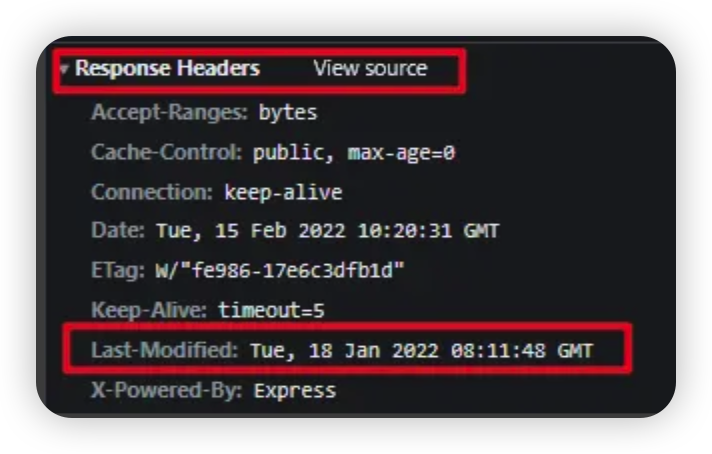 Response Headers View source
Accept-Ranges: bytes
Cache-Control: public, max-age=0
Connection: keep-alive
Date: Tue, 15 Feb 2022 10:20:31 GMT
ETag: W/"fe986-17e6c3dfb1d"
Keep-Alive: timeout=5
Last-Modified: Tue, 18 Jan 2022 08:11:48 GMT
X-Powered-By: Express